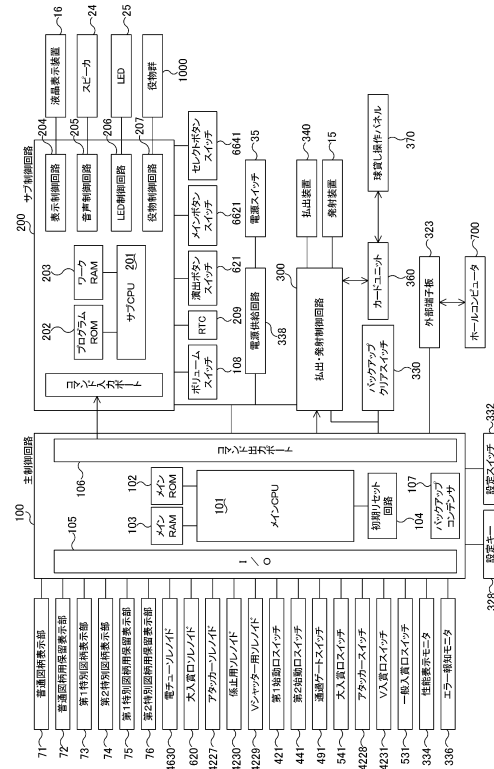 71
普通図柄表示部
72
普通図柄用保留表示部
73
第1特別図柄表示部
74
第2特別図柄表示部
75
第1特別図柄用保留表示部
76
第2特別図柄用保留表示部
4630
電チューソレノイド
620
大入賞口ソレノイド
4227
アタッカーソレノイド
4230
係止用ソレノイド
4229
Vシャッター用ソレノイド
421
第1始動口スイッチ
441
第2始動口スイッチ
491
通過ゲートスイッチ
541
大入賞口スイッチ
4228
アタッカースイッチ
4231
V入賞口スイッチ
531
一般入賞口スイッチ
334
性能表示モニタ
336
エラー報知モニタ
100
主制御回路
105
I/O
106
コマンド出力ポート
103
メイン
RAM
102
メイン
ROM
101
メインCPU
初期リセット
回路
104
107
バックアップ
コンデンサ
328
設定キー
設定スイッチ
332
200
サブ制御回路
コマンド入力ポート
202
プログラム
ROM
203
ワーク
RAM
サブCPU
201
表示制御回路
204
音声制御回路
205
LED制御回路
206
役物制御回路
207
液晶表示装置
16
スピーカ
24
LED
25
役物群
1000
ボリューム
スイッチ
108
RTC
209
演出ボタン
スイッチ
621
メインボタン
スイッチ
6621
セレクトボタン
スイッチ
6641
電源供給回路
338
電源スイッチ
35
300
払出・発射制御回路
払出装置
340
発射装置
15
バックアップ
クリアスイッチ
330
カードユニット
360
球貸し操作パネル
370
外部端子板
323
ホールコンピュータ
700